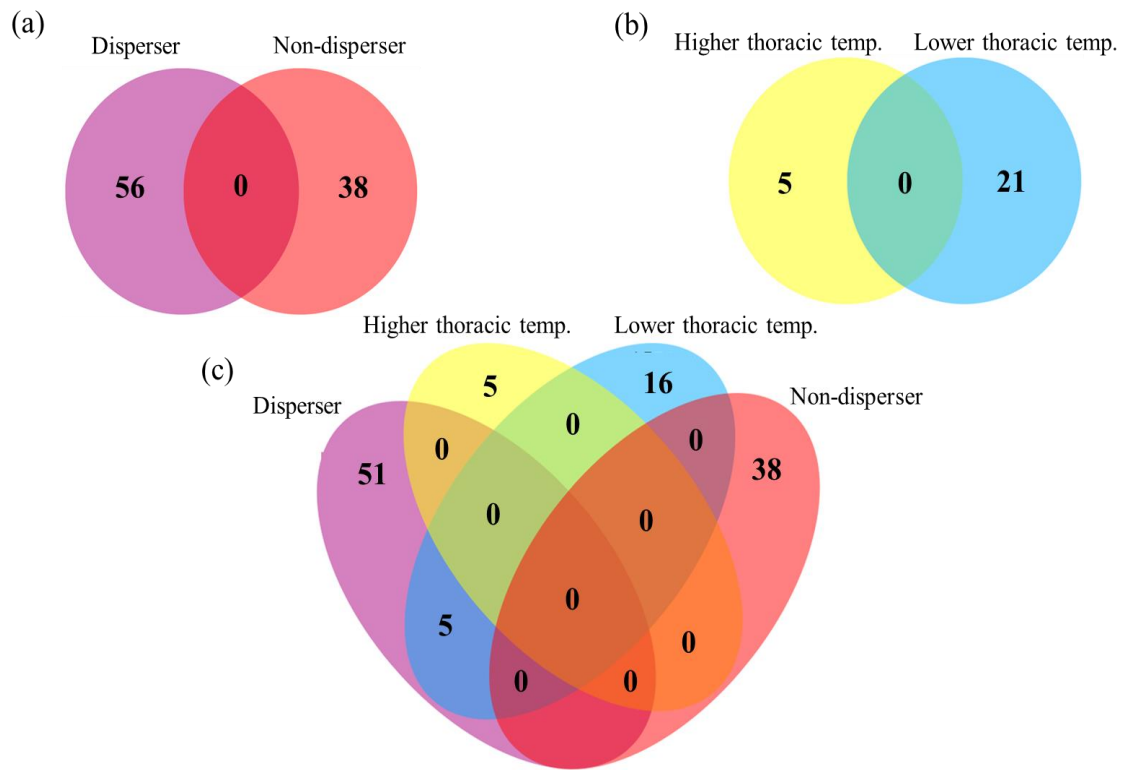 (a)
Disperser Non-disperser
56 0 38
(b)
Higher thoracic temp. Lower thoracic temp.
5 0 21
(c)
Higher thoracic temp. Lower thoracic temp.
Disperser Non-disperser
5 16
0
0 0
51 38
0 0
0
5 0
0 0